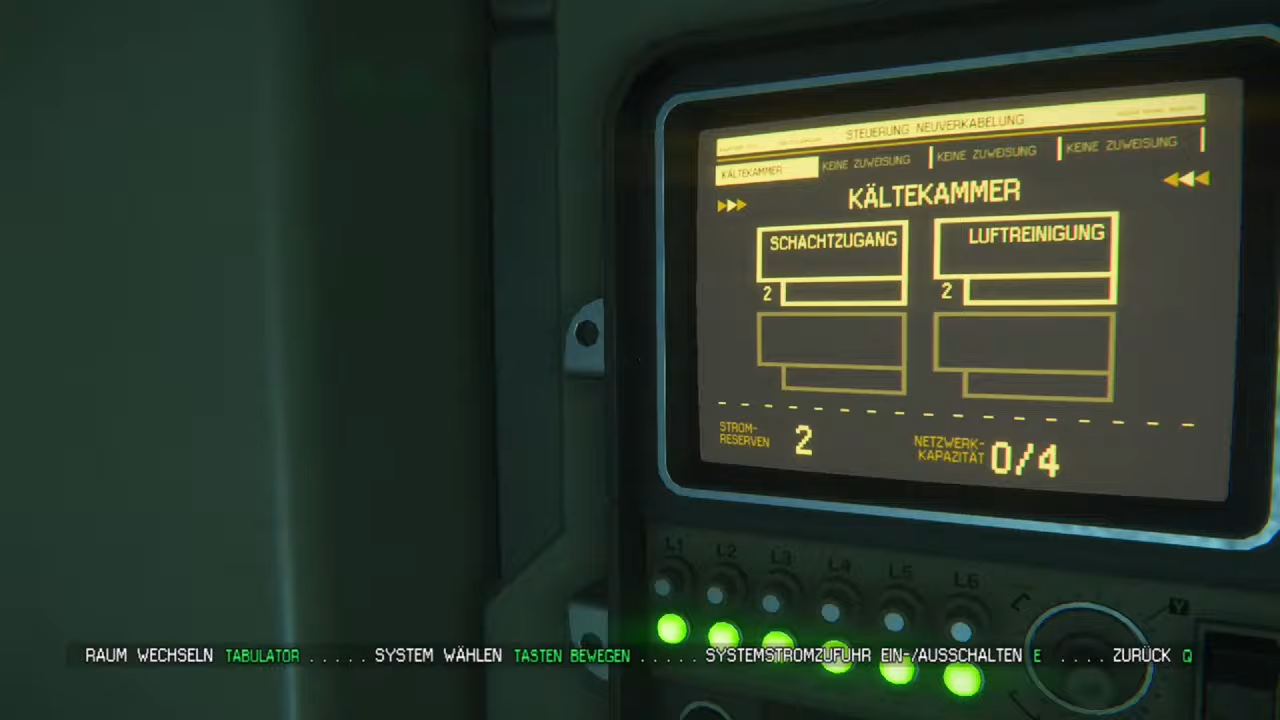 STEUERUNG NEUVERKABELUNG
KÄLTEKAMMER KEINE ZUWEISUNG KEINE ZUWEISUNG KEINE ZUWEISUNG
KÄLTEKAMMER
SCHACHTZUGANG LUFTREINIGUNG
2 2
STROM-
RESERVEN 2
NETZWERK-
KAPAZITÄT 0/4
L1 L2 L3 L4 L5 L6
RAUM WECHSELN TABULATOR ..... SYSTEM WÄHLEN TASTEN BEWEGEN ..... SYSTEMSTROMZUFUHR EIN-/AUSSCHALTEN E .... ZURÜCK Q